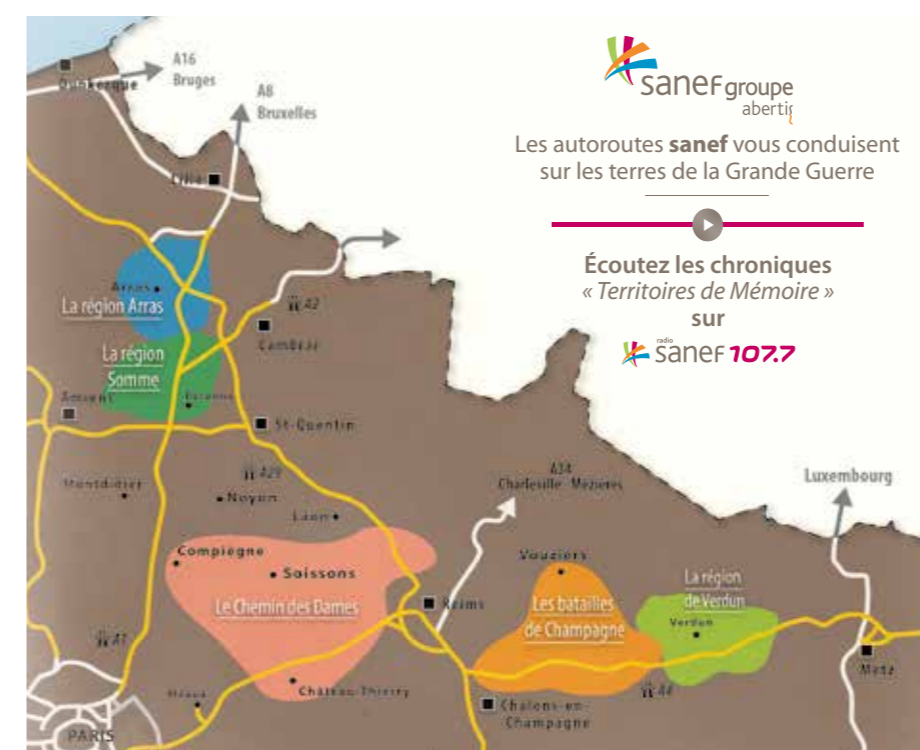 A16
Bruges
Dunkerque
A8
Bruxelles
Lille
sanef groupe
abertis
Les autoroutes sanef vous conduisent
sur les terres de la Grande Guerre
Écoutez les chroniques
« Territoires de Mémoire »
sur
radio
sanef 107.7
Arras
La région Arras
A2
Cambrai
La région
Somme
Amiens
Péronne
St-Quentin
A29
Montdidier
Noyon
Laon
A34
Charleville-Mézières
Luxembourg
Compiègne
Soissons
Vouziers
Le Chemin des Dames
Reims
Les batailles
de Champagne
La région
de Verdun
Verdun
A1
Metz
Meaux
Château-Thierry
A4
Chalons-en-
Champagne
PARIS